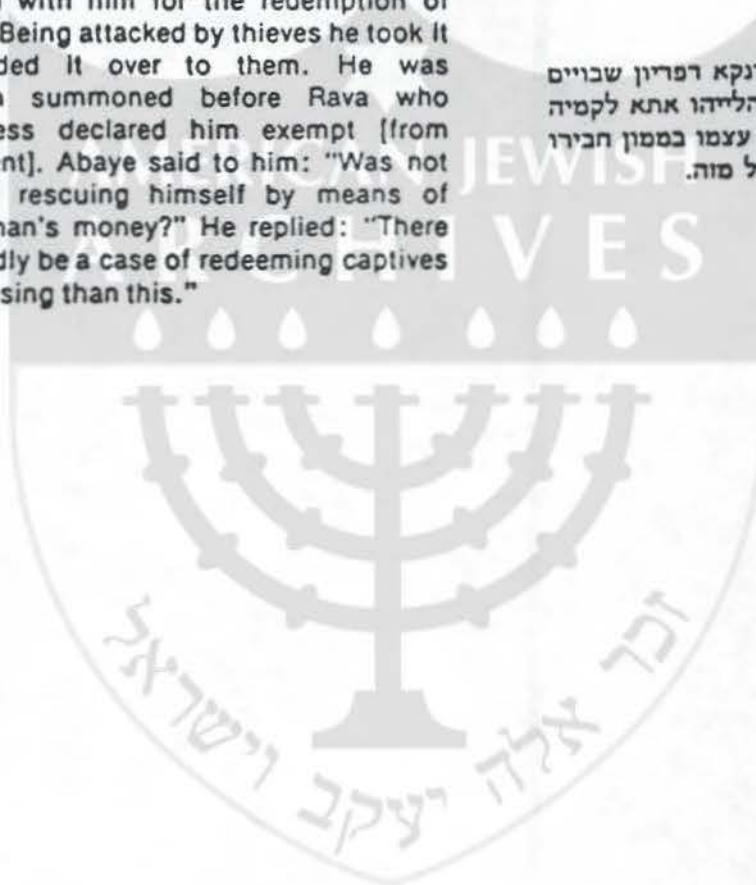 with him for the redemption of
Being attacked by thieves he took it
ded it over to them. He was
summoned before Rava who
ess declared him exempt [from
nt]. Abaye said to him: "Was not
rescuing himself by means of
nan's money?" He replied: "There
dly be a case of redeeming captives
sing than this."
נקא דפריון שבויים
הלייהו אתא לקמיה
עצמו בממון חבירו
ל מזה.
AMERICAN JEWISH
ARCHIVES
זכר אלה יעקב וישראל